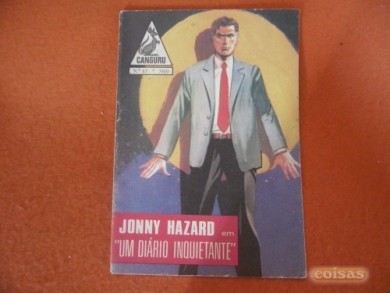 CANGURU
JONNY HAZARD em
"UM DIÁRIO INQUIETANTE"
coisas